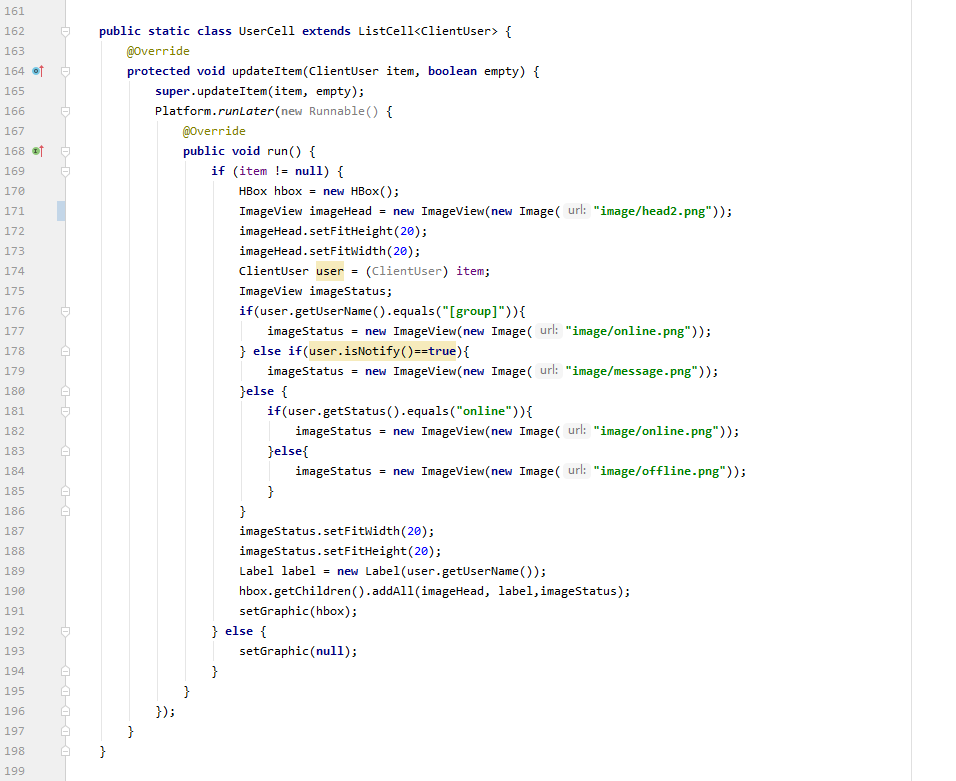 161
162 public static class UserCell extends ListCell<ClientUser> {
163 @Override
164 protected void updateItem(ClientUser item, boolean empty) {
165 super.updateItem(item, empty);
166 Platform.runLater(new Runnable() {
167 @Override
168 public void run() {
169 if (item != null) {
170 HBox hbox = new HBox();
171 ImageView imageHead = new ImageView(new Image( url: "image/head2.png"));
172 imageHead.setFitHeight(20);
173 imageHead.setFitWidth(20);
174 ClientUser user = (ClientUser) item;
175 ImageView imageStatus;
176 if(user.getUserName().equals("[group]")){
177 imageStatus = new ImageView(new Image( url: "image/online.png"));
178 } else if(user.isNotify()==true){
179 imageStatus = new ImageView(new Image( url: "image/message.png"));
180 }else {
181 if(user.getStatus().equals("online")){
182 imageStatus = new ImageView(new Image( url: "image/online.png"));
183 }else{
184 imageStatus = new ImageView(new Image( url: "image/offline.png"));
185 }
186 }
187 imageStatus.setFitWidth(20);
188 imageStatus.setFitHeight(20);
189 Label label = new Label(user.getUserName());
190 hbox.getChildren().addAll(imageHead, label,imageStatus);
191 setGraphic(hbox);
192 } else {
193 setGraphic(null);
194 }
195 }
196 });
197 }
198 }
199